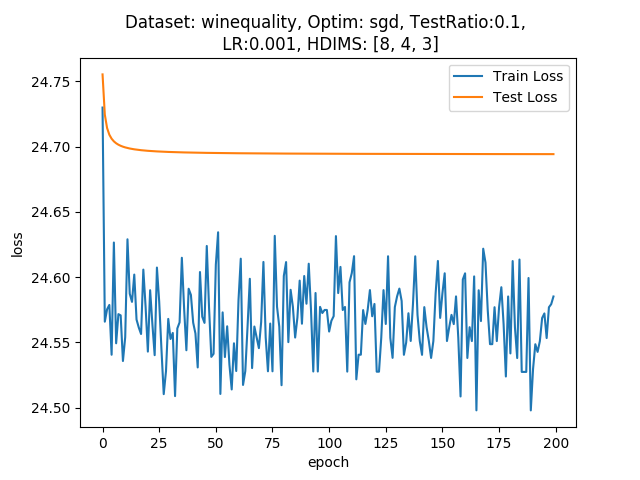 Dataset: winequality, Optim: sgd, TestRatio:0.1,
LR:0.001, HDIMS: [8, 4, 3]
Train Loss
Test Loss
24.75
24.70
24.65
24.60
24.55
24.50
loss
0 25 50 75 100 125 150 175 200
epoch